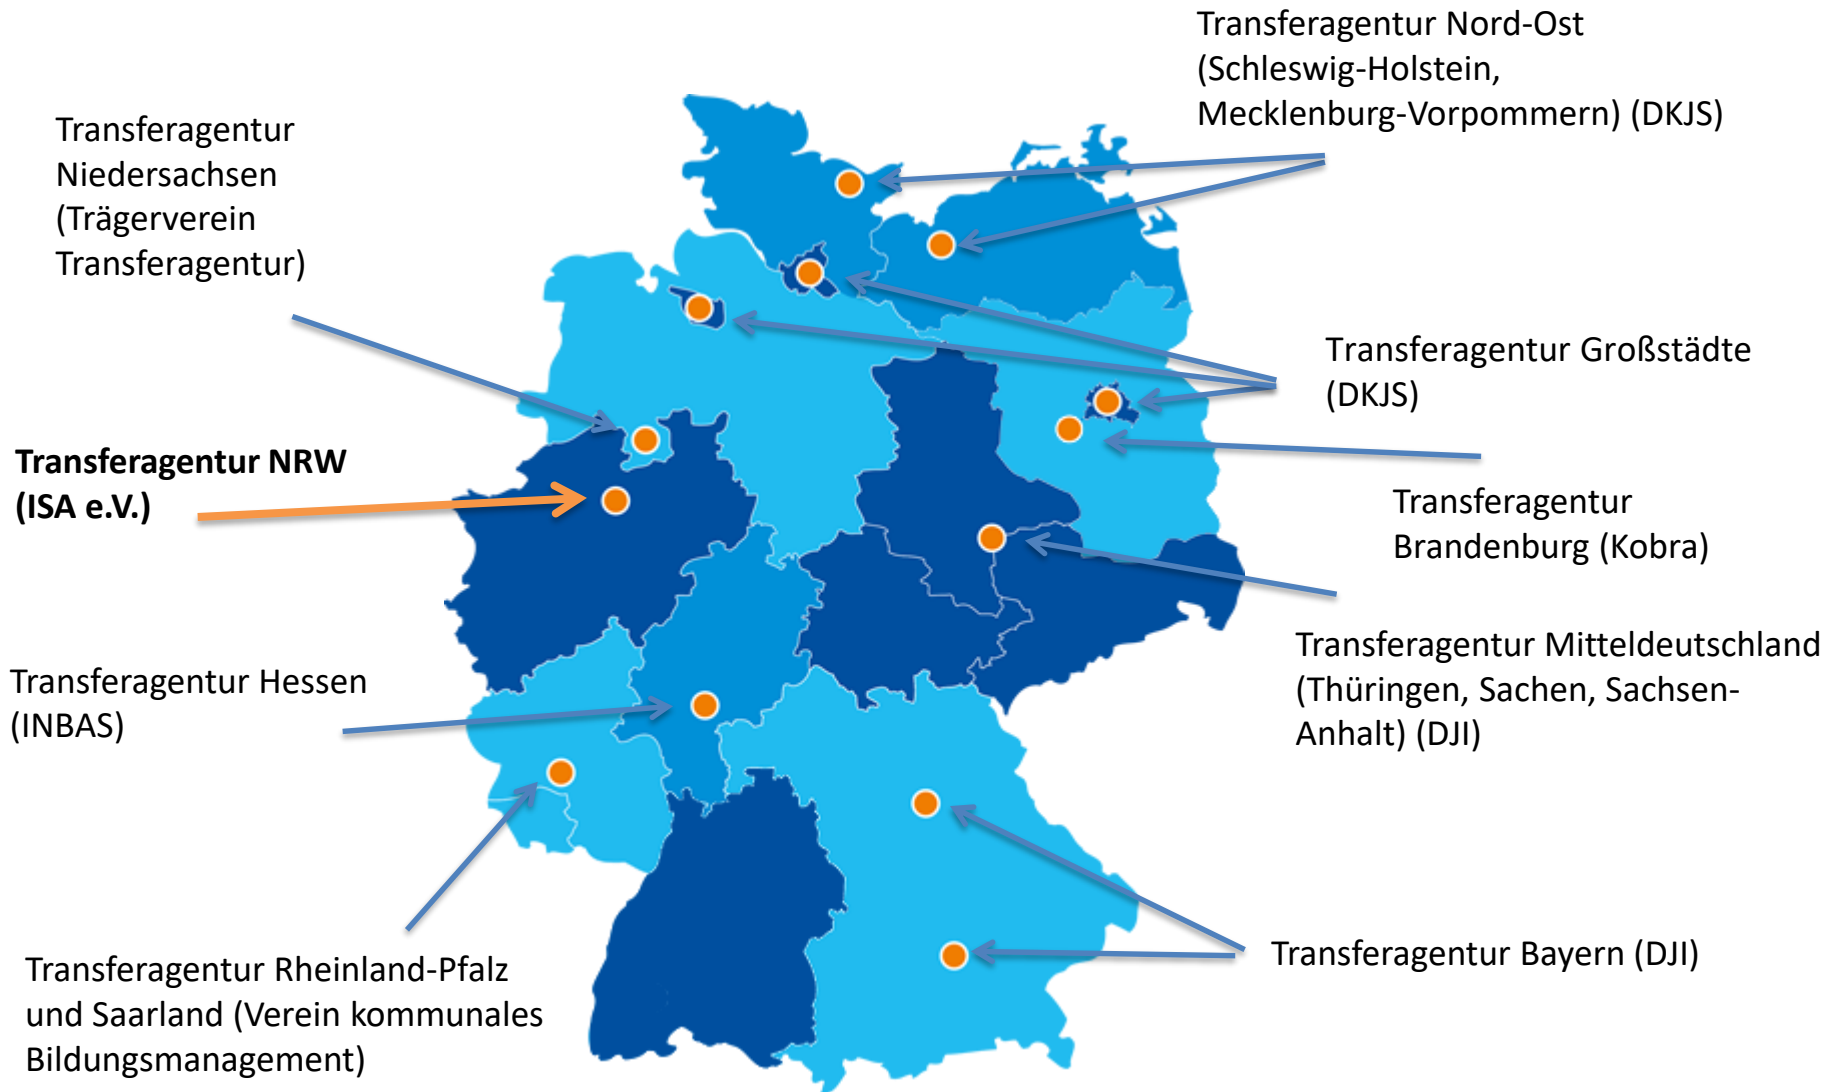 Transferagentur Nord-Ost
(Schleswig-Holstein,
Mecklenburg-Vorpommern) (DKJS)
Transferagentur
Niedersachsen
(Trägerverein
Transferagentur)
Transferagentur Großstädte
(DKJS)
Transferagentur NRW
(ISA e.V.)
Transferagentur
Brandenburg (Kobra)
Transferagentur Mitteldeutschland
(Thüringen, Sachen, Sachsen-
Anhalt) (DJI)
Transferagentur Hessen
(INBAS)
Transferagentur Bayern (DJI)
Transferagentur Rheinland-Pfalz
und Saarland (Verein kommunales
Bildungsmanagement)